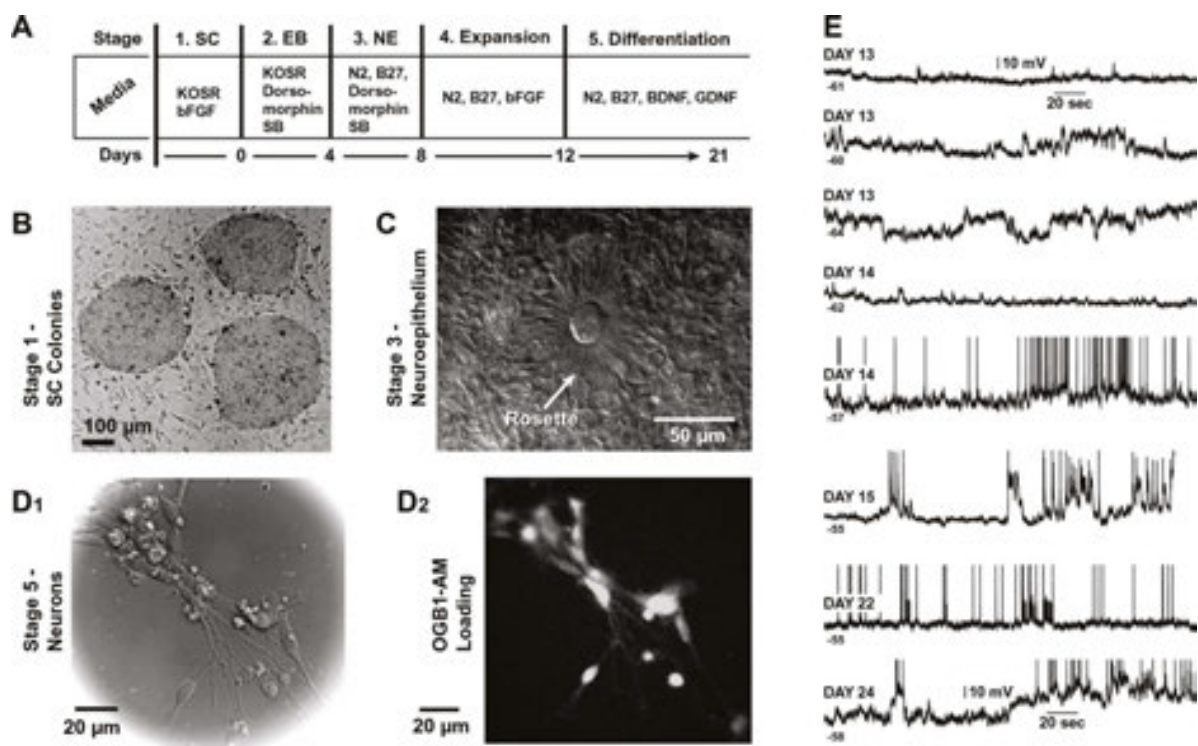 A
Stage
1. SC
2. EB
3. NE
4. Expansion
5. Differentiation
Media
KOSR
bFGF
KOSR
Dorso-
morphin
SB
N2, B27,
Dorso-
morphin
SB
N2, B27, bFGF
N2, B27, BDNF, GDNF
Days
0
4
8
12
21
B
Stage 1 -
SC Colonies
100 µm
C
Stage 3 -
Neuroepithelium
Rosette
50 µm
D1
Stage 5 -
Neurons
20 µm
D2
OGB1-AM
Loading
20 µm
E
DAY 13
-61
10 mV
20 sec
DAY 13
-60
DAY 13
-64
DAY 14
-62
DAY 14
-57
DAY 15
-55
DAY 22
-55
DAY 24
-58
10 mV
20 sec